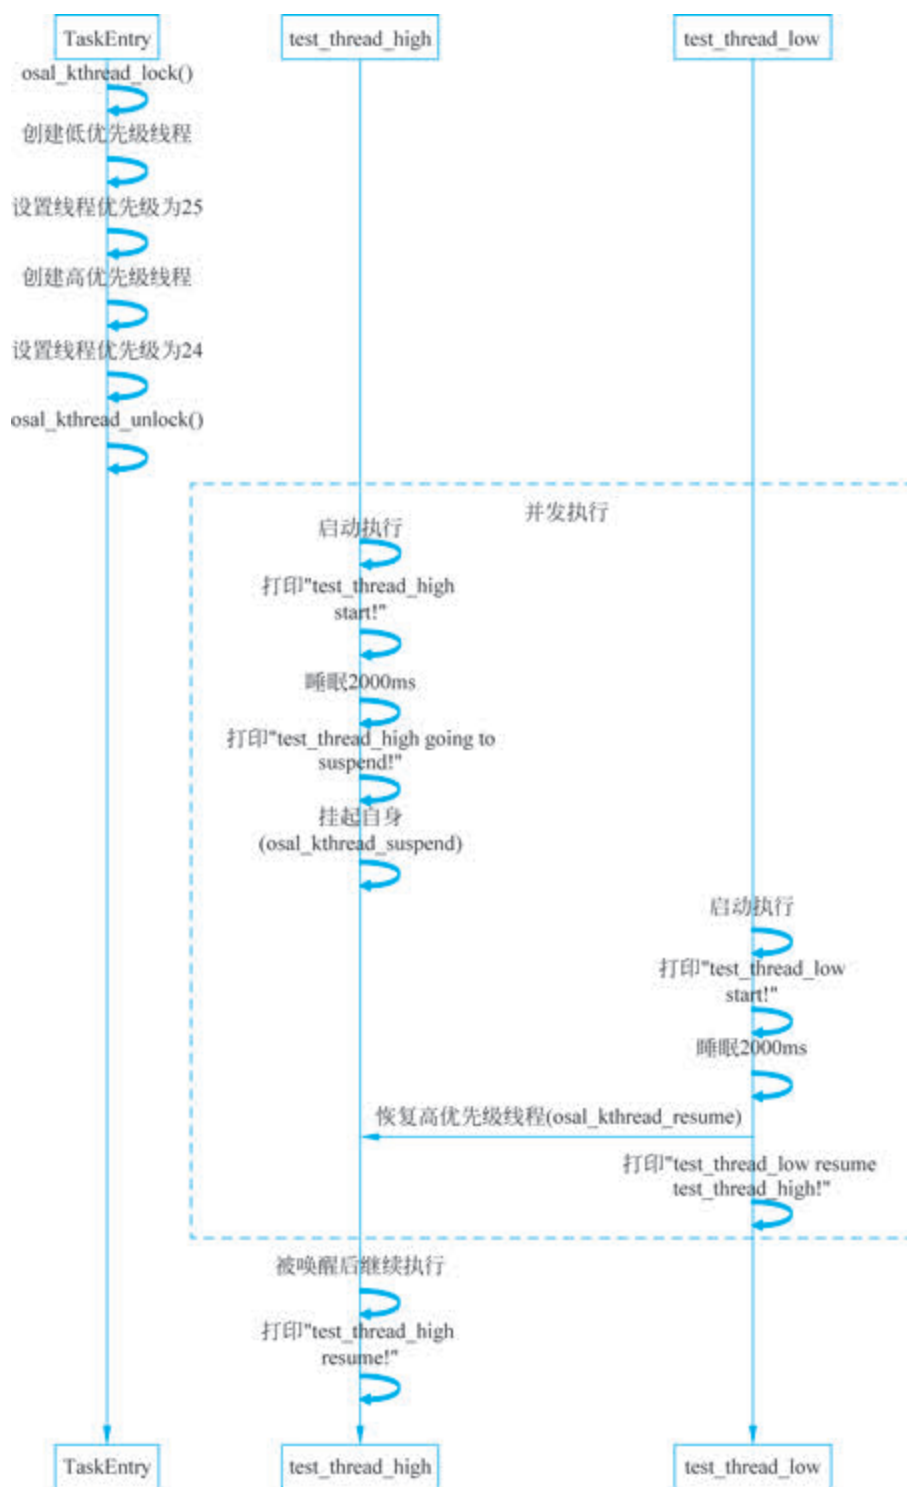 TaskEntry
test_thread_high
test_thread_low
osal_kthread_lock()
创建低优先级线程
设置线程优先级为25
创建高优先级线程
设置线程优先级为24
osal_kthread_unlock()
并发执行
启动执行
打印"test_thread_high
start!"
睡眠2000ms
打印"test_thread_high going to
suspend!"
挂起自身
(osal_kthread_suspend)
启动执行
打印"test_thread_low
start!"
睡眠2000ms
恢复高优先级线程(osal_kthread_resume)
打印"test_thread_low resume
test_thread_high!"
被唤醒后继续执行
打印"test_thread_high
resume!"
TaskEntry
test_thread_high
test_thread_low